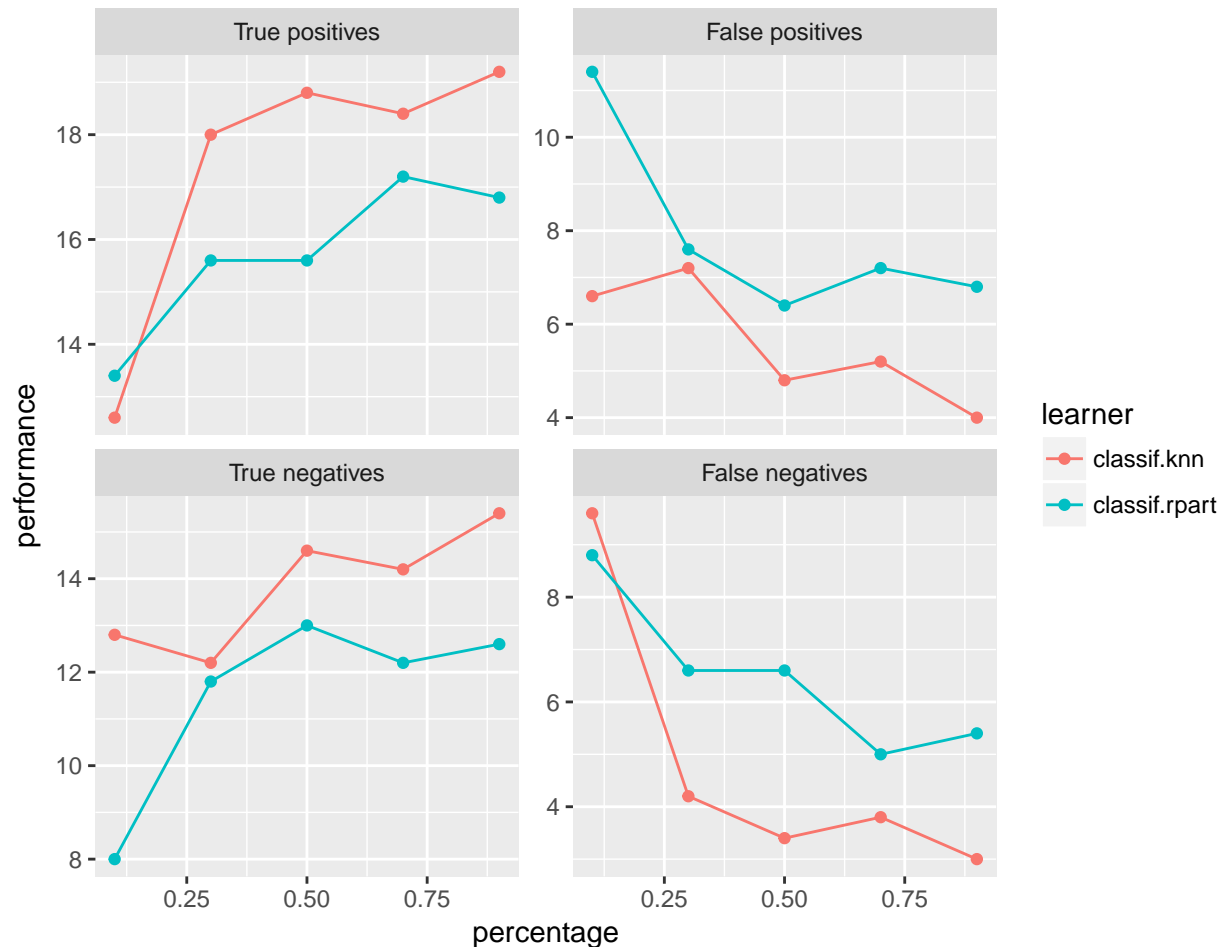 True positives
False positives
18
16
14
10
8
6
4
performance
True negatives
False negatives
14
12
10
8
8
6
4
0.25 0.50 0.75
0.25 0.50 0.75
percentage
learner
classif.knn
classif.rpart